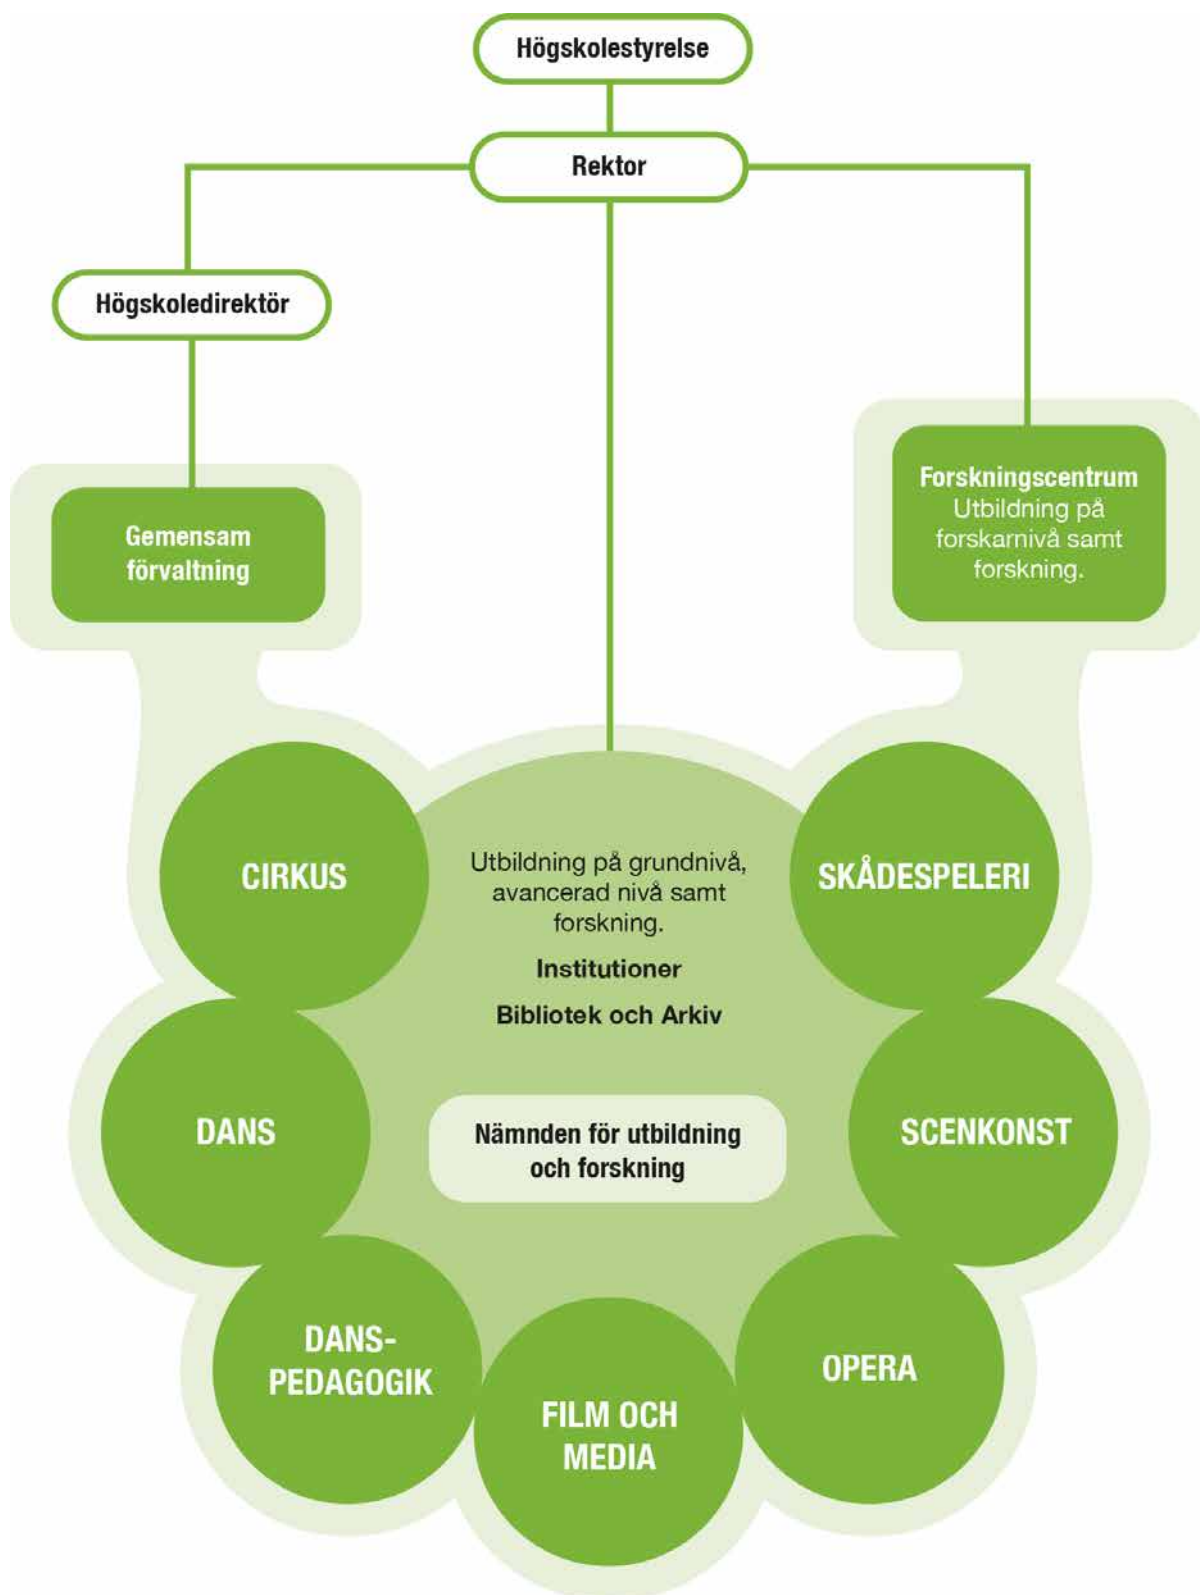 Högskolestyrelse
Rektor
Högskoledirektör
Forskningscentrum
Utbildning på
forskarnivå samt
forskning.
Gemensam
förvaltning
CIRKUS
Utbildning på grundnivå,
avancerad nivå samt
forskning.
Institutioner
Bibliotek och Arkiv
SKÅDESPELERI
DANS
Nämnden för utbildning
och forskning
SCENKONST
DANS-
PEDAGOGIK
FILM OCH
MEDIA
OPERA